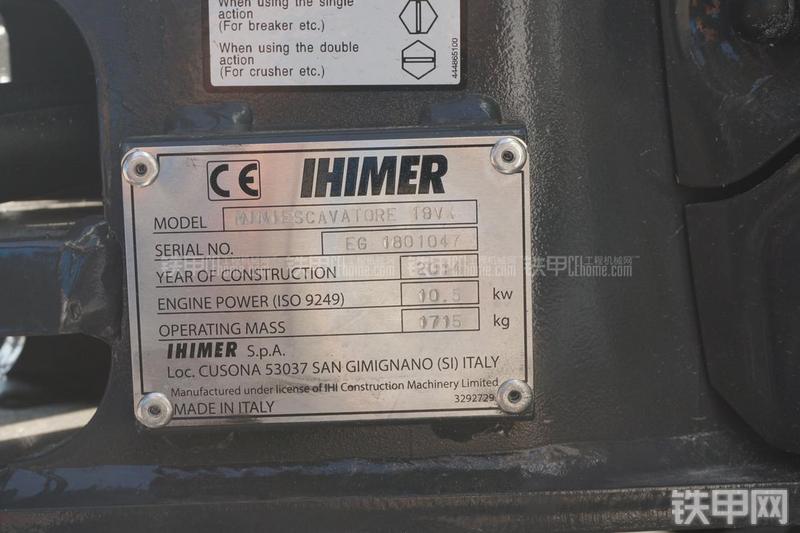 When using the single
action
(For breaker etc.)
When using the double
action
(For crusher etc.)
444865100
CE IHIMER
MODEL MINIESCAVATORE 18VX
SERIAL NO. EG 1801047
YEAR OF CONSTRUCTION 2014
ENGINE POWER (ISO 9249) 10.5 kw
OPERATING MASS 1715 kg
IHIMER S.p.A.
Loc. CUSONA 53037 SAN GIMIGNANO (SI) ITALY
Manufactured under license of IHI Construction Machinery Limited
MADE IN ITALY 3292729
铁甲网